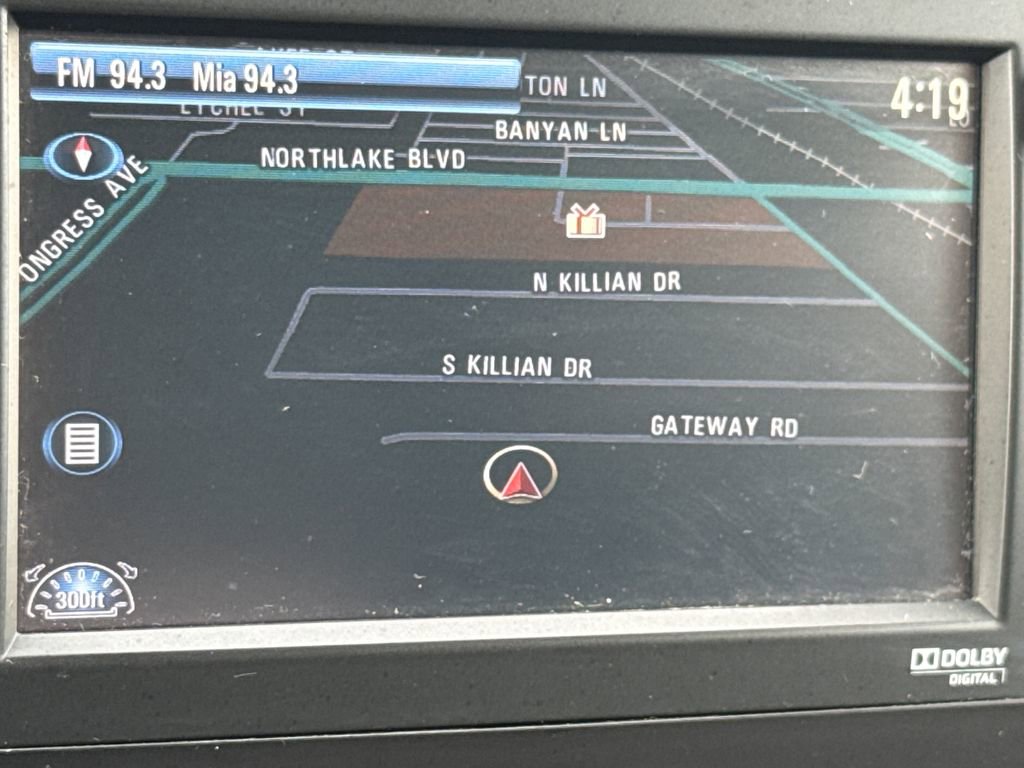 FM 94.3 Mia 94.3
4:19
TON LN
BANYAN LN
NORTHLAKE BLVD
ONGRESS AVE
N KILLIAN DR
S KILLIAN DR
GATEWAY RD
300ft
DOLBY
DIGITAL